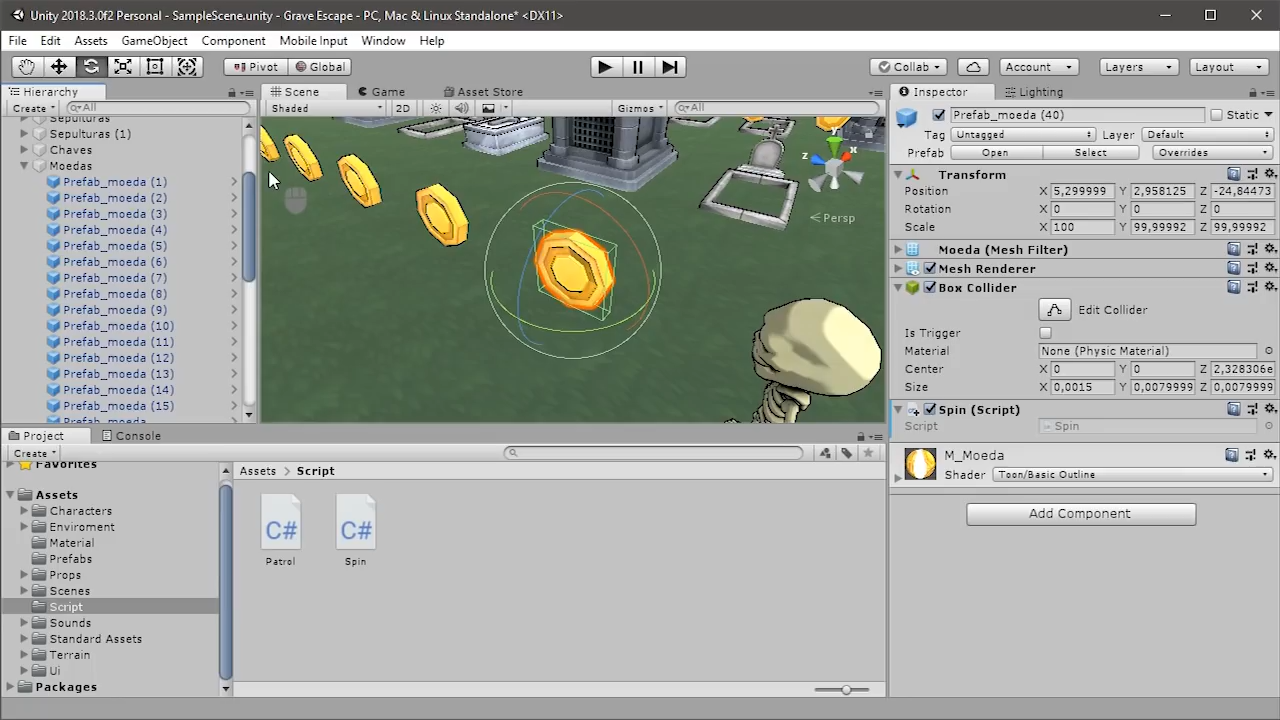 Unity 2018.3.0f2 Personal - SampleScene.unity - Grave Escape - PC, Mac & Linux Standalone* <DX11>
File Edit Assets GameObject Component Mobile Input Window Help
Pivot Global Collab Account Layers Layout
Hierarchy
Create All
Sepulturas
Sepulturas (1)
Chaves
Moedas
Prefab_moeda (1)
Prefab_moeda (2)
Prefab_moeda (3)
Prefab_moeda (4)
Prefab_moeda (5)
Prefab_moeda (6)
Prefab_moeda (7)
Prefab_moeda (8)
Prefab_moeda (9)
Prefab_moeda (10)
Prefab_moeda (11)
Prefab_moeda (12)
Prefab_moeda (13)
Prefab_moeda (14)
Prefab_moeda (15)
Prefab_moeda
Scene Game Asset Store
Shaded 2D Gizmos All
y
x
z
Persp
Inspector Lighting
Prefab_moeda (40) Static
Tag Untagged Layer Default
Prefab Open Select Overrides
Transform
Position X 5,299999 Y 2,958125 Z -24,84473
Rotation X 0 Y 0 Z 0
Scale X 100 Y 99,99992 Z 99,99992
Moeda (Mesh Filter)
Mesh Renderer
Box Collider
Edit Collider
Is Trigger
Material None (Physic Material)
Center X 0 Y 0 Z 2,328306e
Size X 0,0015 Y 0,0079999 Z 0,0079999
Spin (Script)
Script Spin
M_Moeda
Shader Toon/Basic Outline
Add Component
Project Console
Create
Favorites
Assets
Characters
Enviroment
Material
Prefabs
Props
Scenes
Script
Sounds
Standard Assets
Terrain
Ui
Packages
Assets Script
C# C#
Patrol Spin